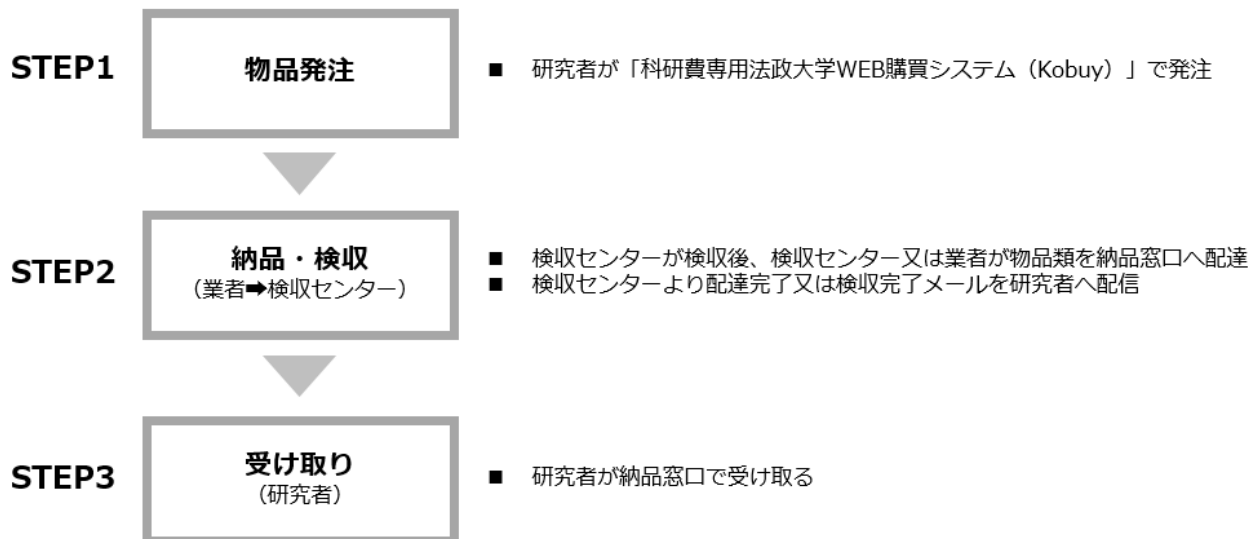 STEP1
物品発注
■ 研究者が「科研費専用法政大学WEB購買システム（Kobuy）」で発注
STEP2
納品・検収
（業者➡検収センター）
■ 検収センターが検収後、検収センター又は業者が物品類を納品窓口へ配達
■ 検収センターより配達完了又は検収完了メールを研究者へ配信
STEP3
受け取り
（研究者）
■ 研究者が納品窓口で受け取る